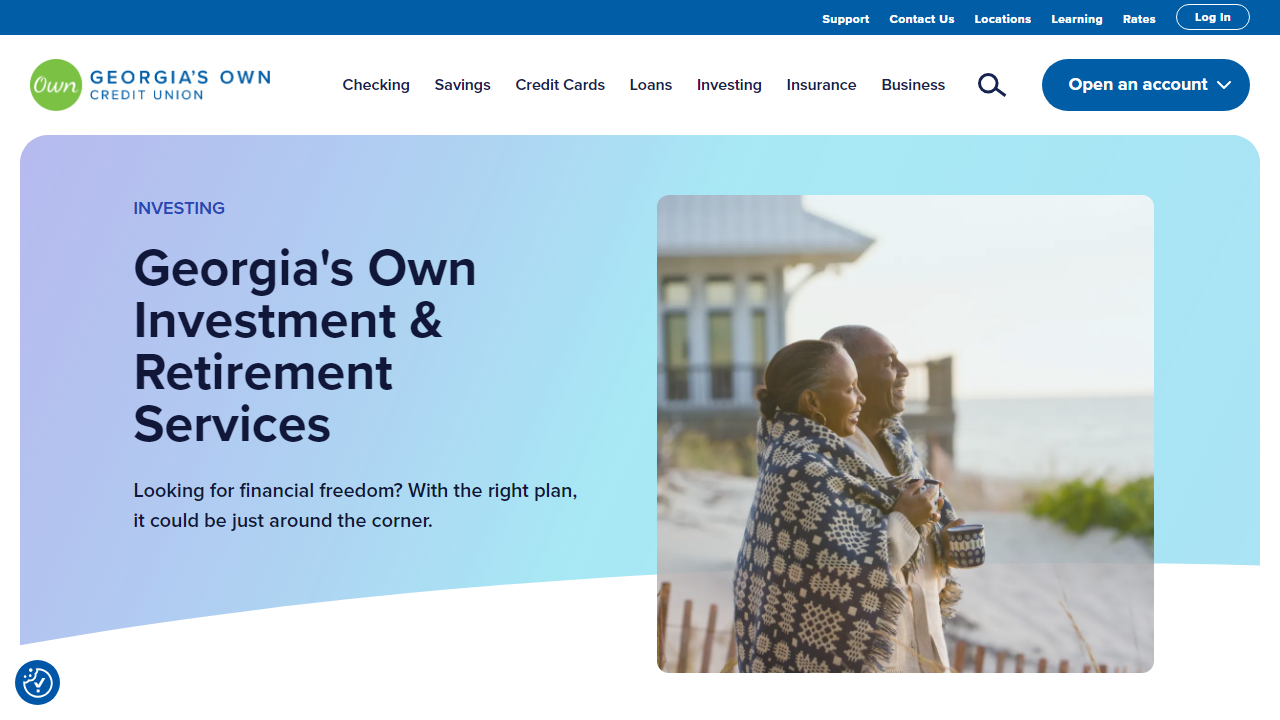 Support Contact Us Locations Learning Rates Log In
Own GEORGIA'S OWN
CREDIT UNION
Checking Savings Credit Cards Loans Investing Insurance Business Open an account
INVESTING
Georgia's Own
Investment &
Retirement
Services
Looking for financial freedom? With the right plan,
it could be just around the corner.